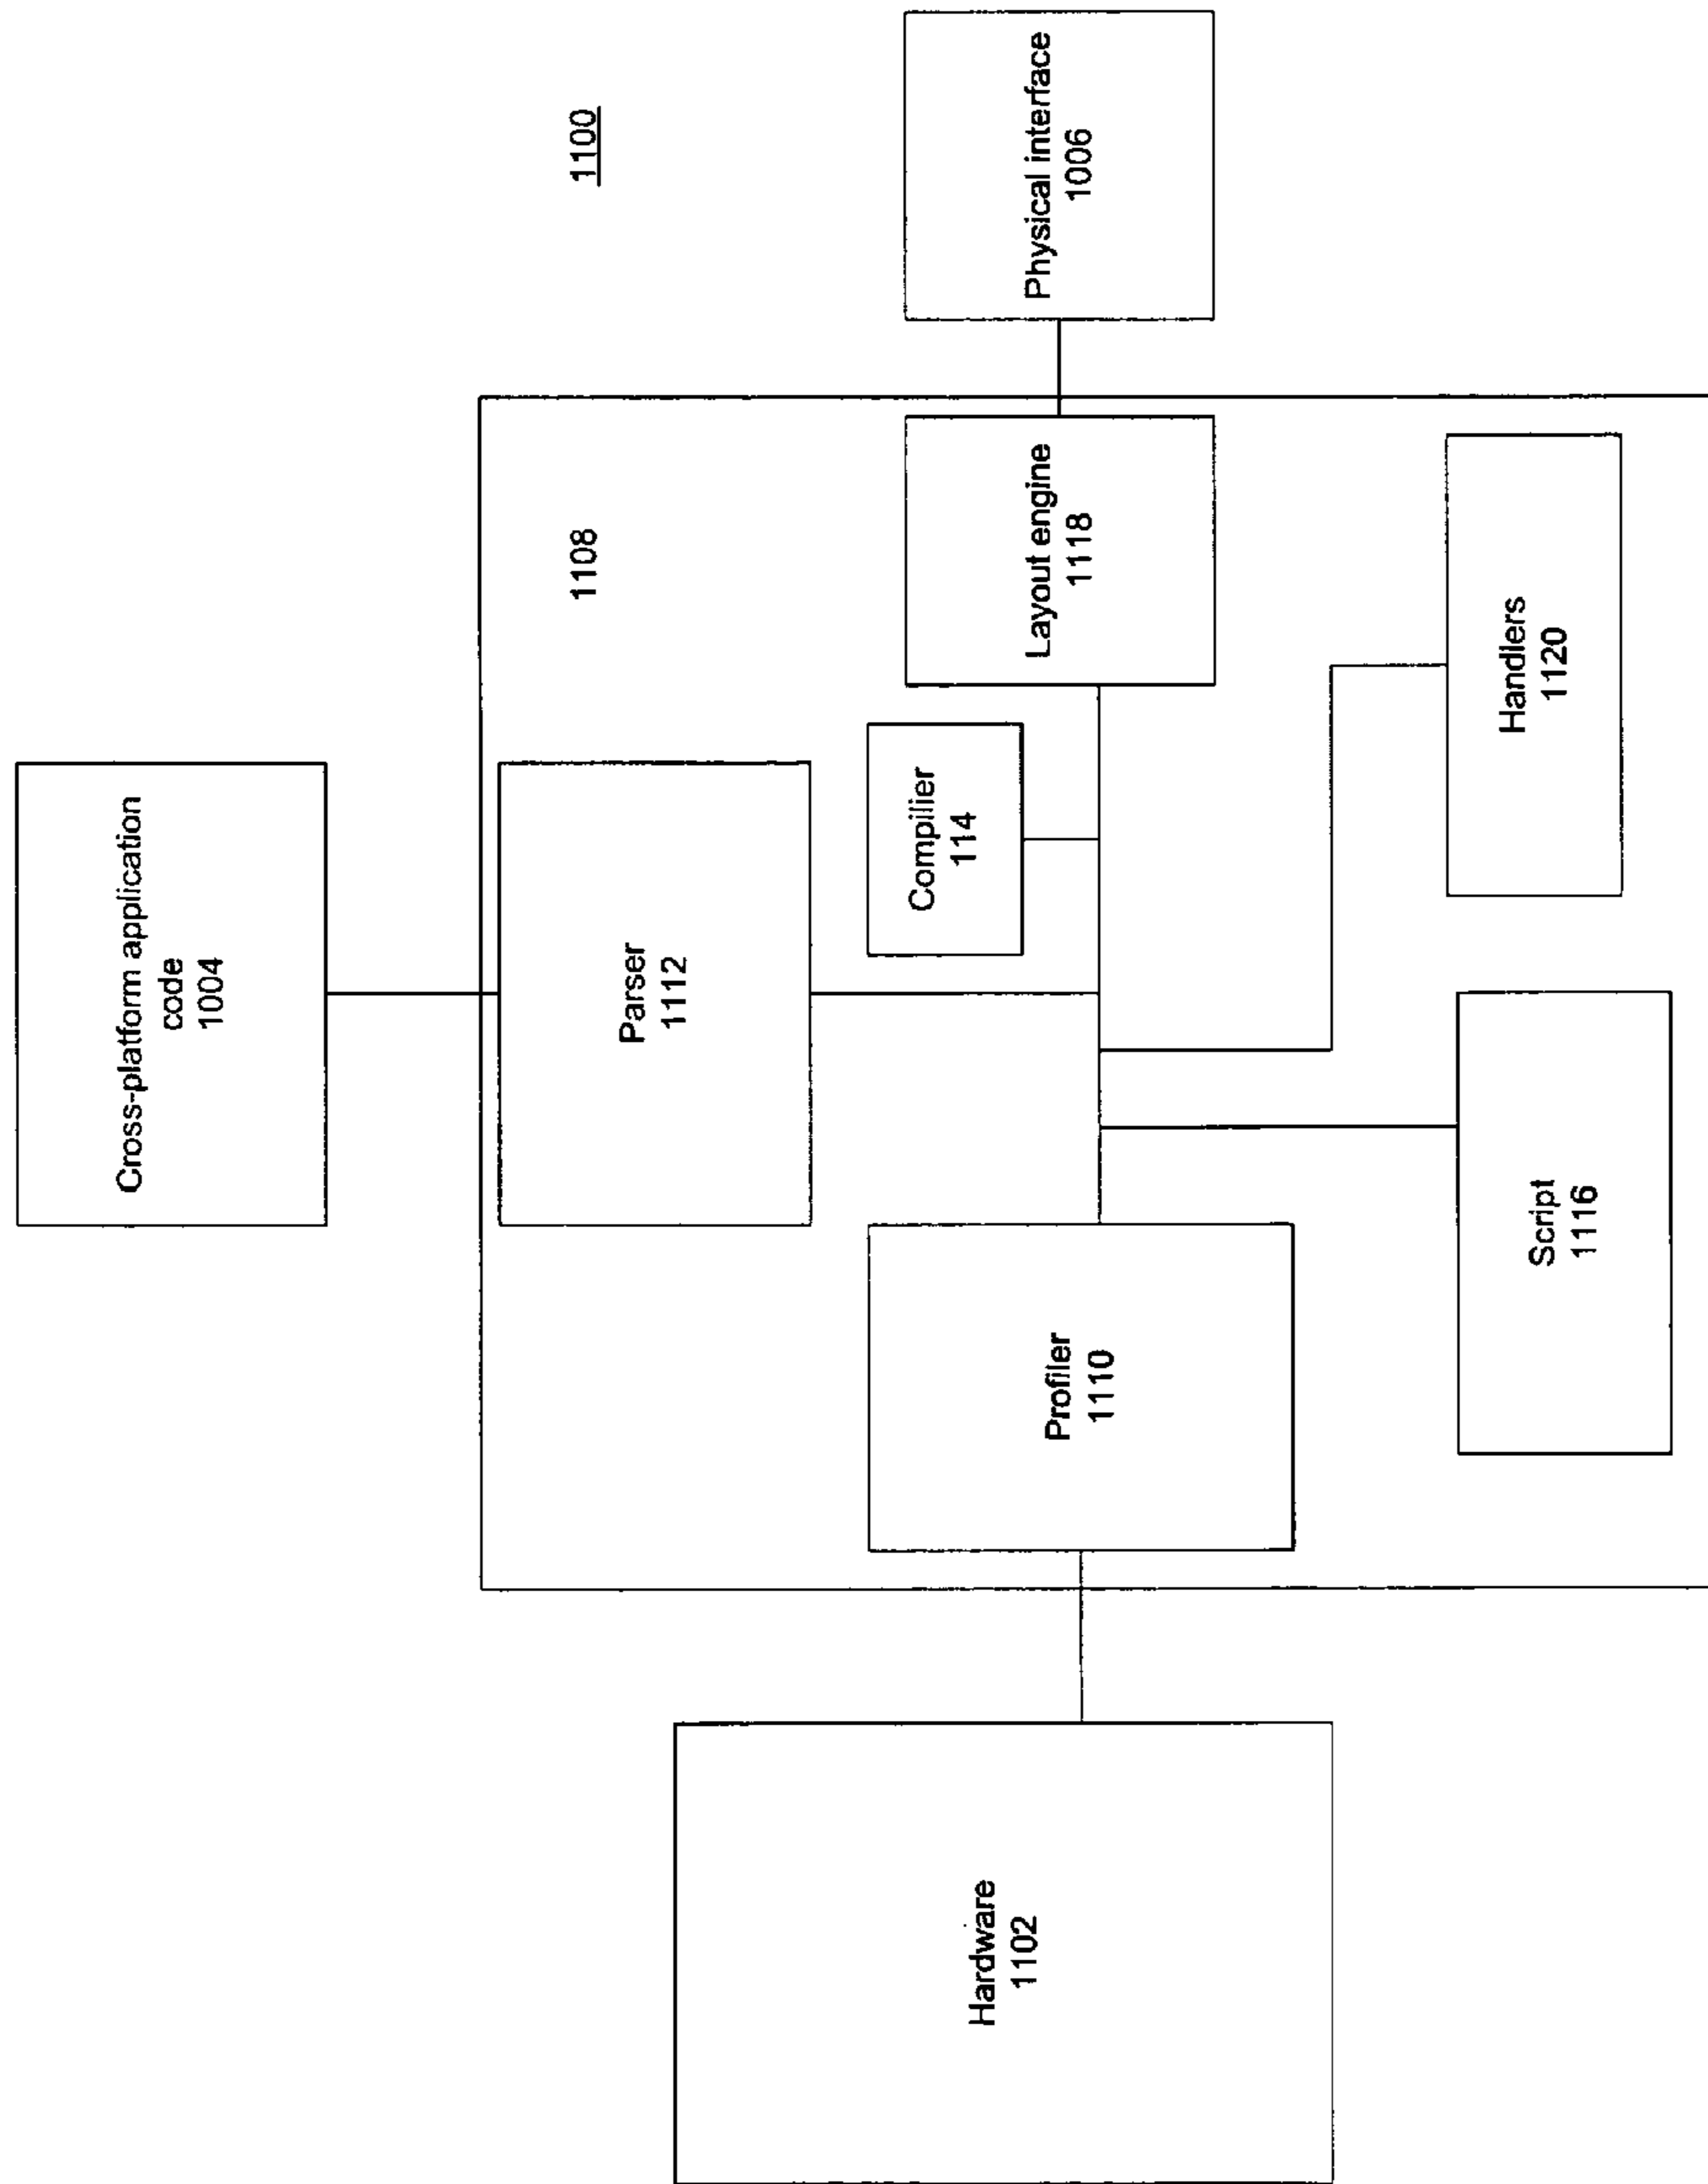 1100
Cross-platform application
code
1004
1108
Parser
1112
Compilier
114
Layout engine
1118
Physical interface
1006
Profiler
1110
Hardware
1102
Script
1116
Handlers
1120